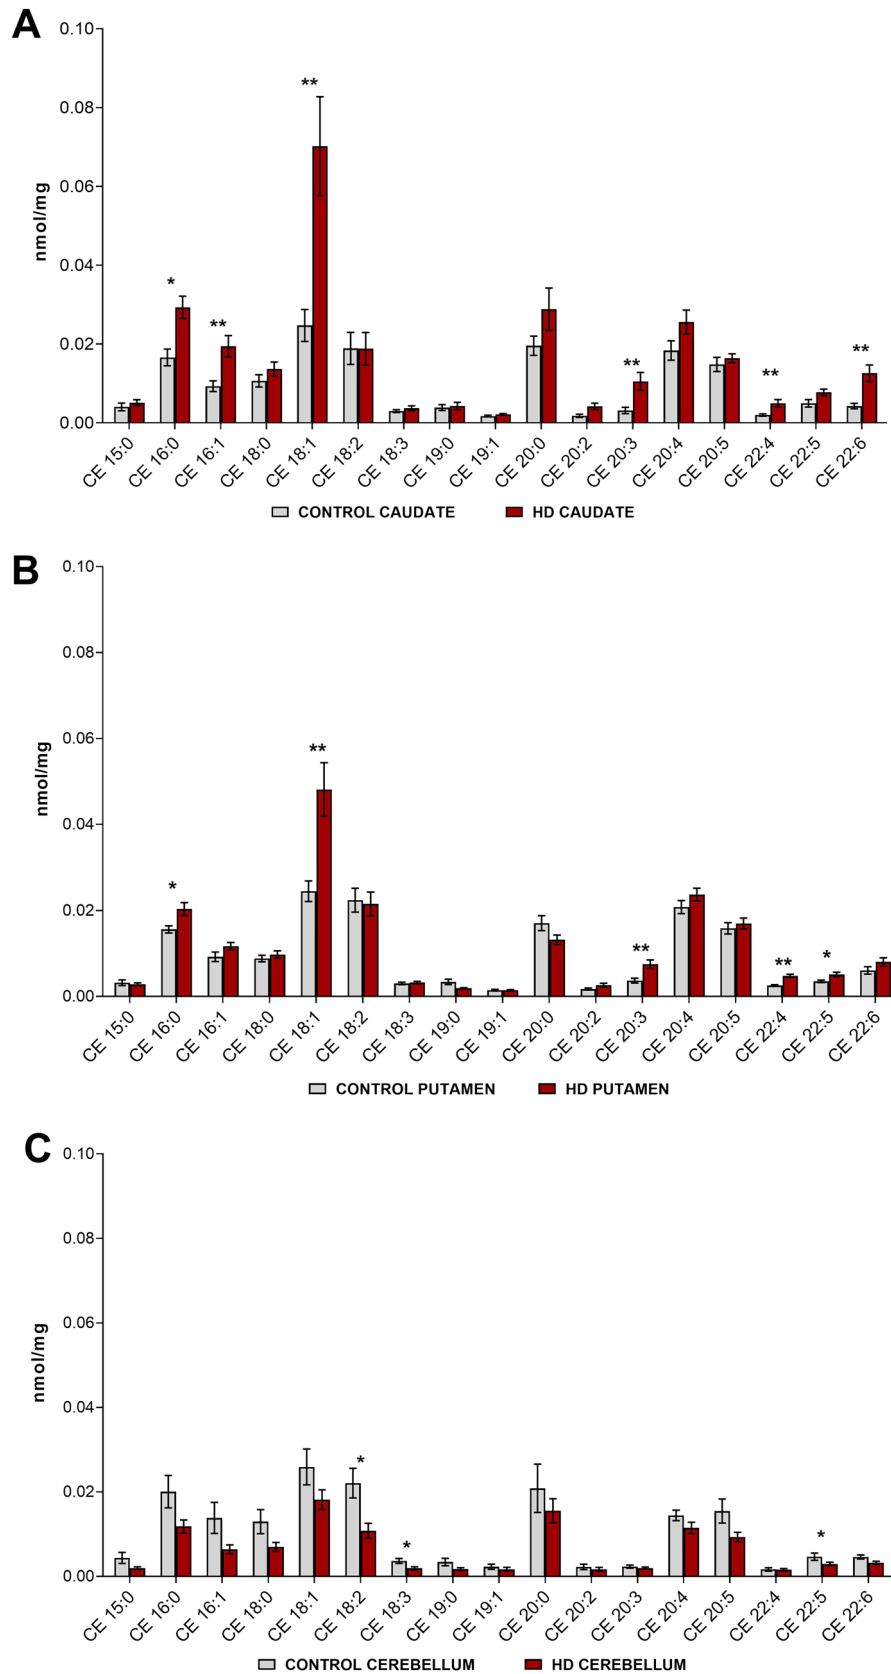 A
0.10
0.08
0.06
0.04
0.02
0.00
nmol/mg
**
*
**
**
**
**
CE 15:0 CE 16:0 CE 16:1 CE 18:0 CE 18:1 CE 18:2 CE 18:3 CE 19:0 CE 19:1 CE 20:0 CE 20:2 CE 20:3 CE 20:4 CE 20:5 CE 22:4 CE 22:5 CE 22:6
CONTROL CAUDATE HD CAUDATE
B
0.10
0.08
0.06
0.04
0.02
0.00
nmol/mg
**
*
**
**
*
CE 15:0 CE 16:0 CE 16:1 CE 18:0 CE 18:1 CE 18:2 CE 18:3 CE 19:0 CE 19:1 CE 20:0 CE 20:2 CE 20:3 CE 20:4 CE 20:5 CE 22:4 CE 22:5 CE 22:6
CONTROL PUTAMEN HD PUTAMEN
C
0.10
0.08
0.06
0.04
0.02
0.00
nmol/mg
*
*
*
CE 15:0 CE 16:0 CE 16:1 CE 18:0 CE 18:1 CE 18:2 CE 18:3 CE 19:0 CE 19:1 CE 20:0 CE 20:2 CE 20:3 CE 20:4 CE 20:5 CE 22:4 CE 22:5 CE 22:6
CONTROL CEREBELLUM HD CEREBELLUM